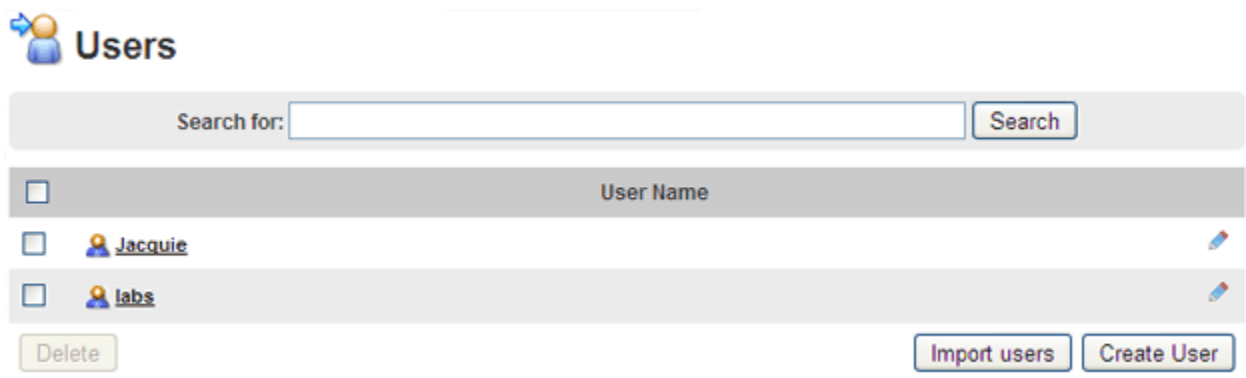 Users
Search for: Search
User Name
Jacquie
labs
Delete Import users Create User